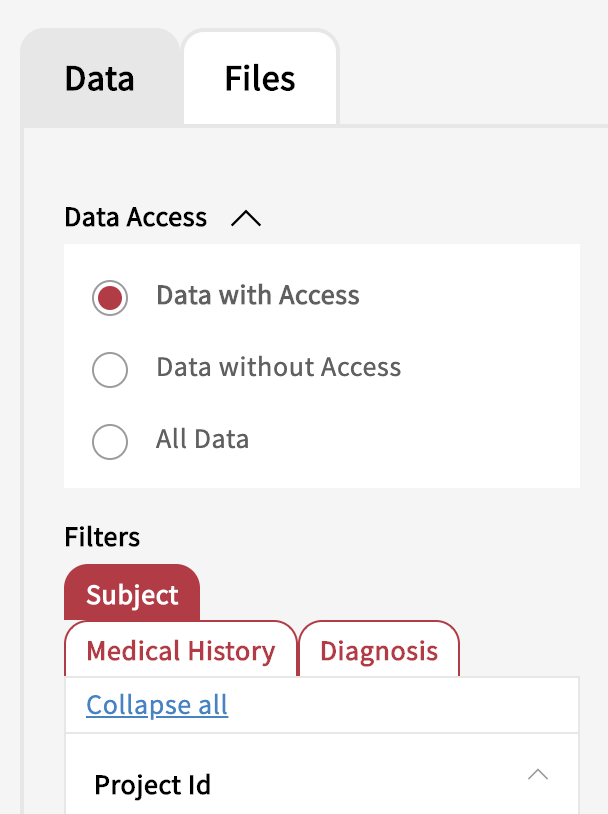 Data Files
Data Access
Data with Access
Data without Access
All Data
Filters
Subject
Medical History Diagnosis
Collapse all
Project Id